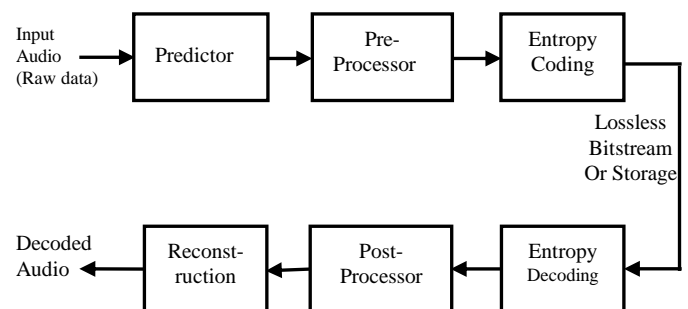 Input
Audio
(Raw data)
Predictor
Pre-
Processor
Entropy
Coding
Lossless
Bitstream
Or Storage
Decoded
Audio
Reconst-
ruction
Post-
Processor
Entropy
Decoding